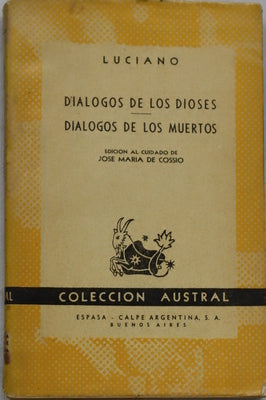 LUCIANO
DIALOGOS DE LOS DIOSES
DIALOGOS DE LOS MUERTOS
EDICION AL CUIDADO DE
JOSE MARIA DE COSSIO
AL
COLECCION AUSTRAL
ESPASA - CALPE ARGENTINA, S. A.
BUENOS AIRES